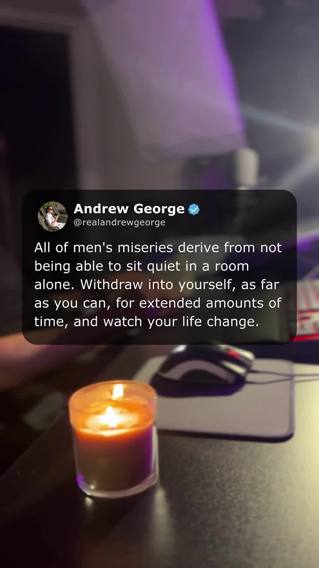 Andrew George
@realandrewgeorge
All of men's miseries derive from not
being able to sit quiet in a room
alone. Withdraw into yourself, as far
as you can, for extended amounts of
time, and watch your life change.